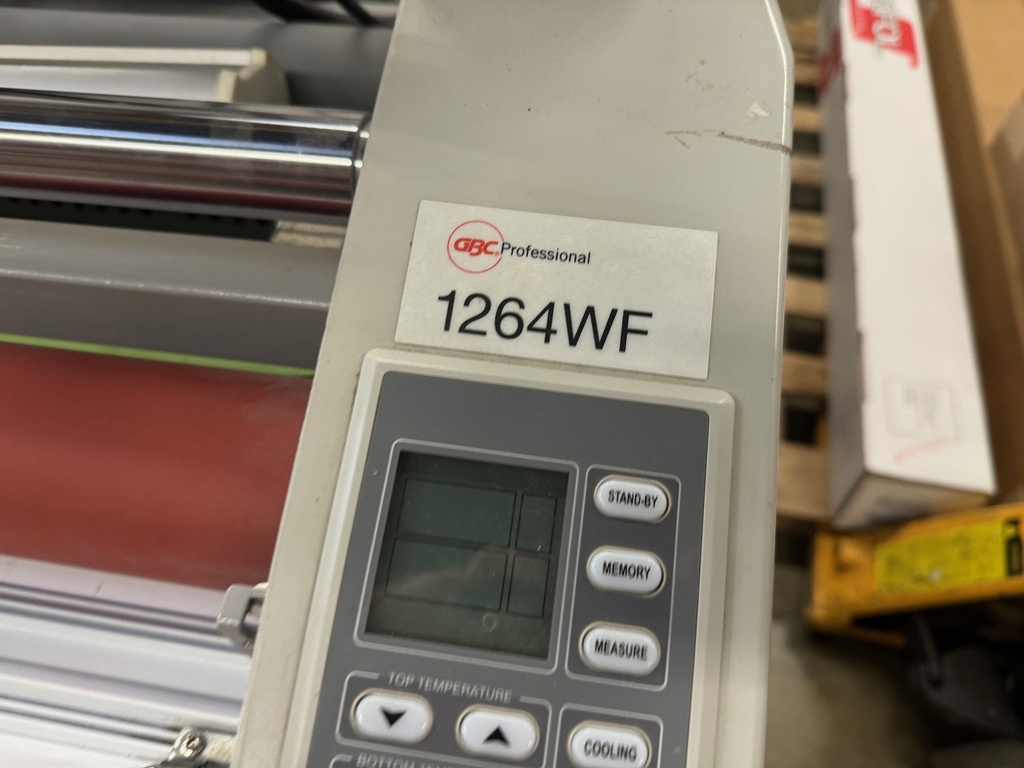 GBC® Professional
1264WF
STAND-BY
MEMORY
MEASURE
TOP TEMPERATURE
COOLING